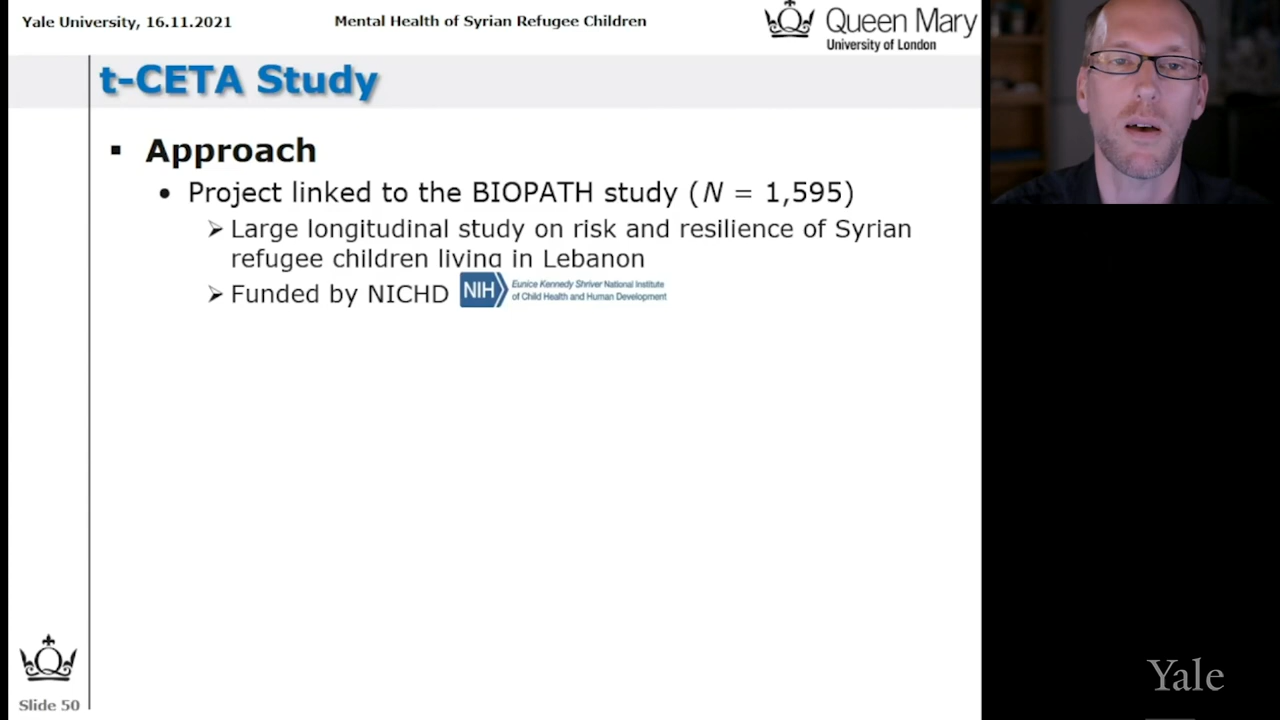 Yale University, 16.11.2021
Mental Health of Syrian Refugee Children
Queen Mary
University of London
t-CETA Study
▪ Approach
• Project linked to the BIOPATH study (N = 1,595)
➢ Large longitudinal study on risk and resilience of Syrian
refugee children living in Lebanon
➢ Funded by NICHD
NIH
Eunice Kennedy Shriver National Institute
of Child Health and Human Development
Slide 50
Yale